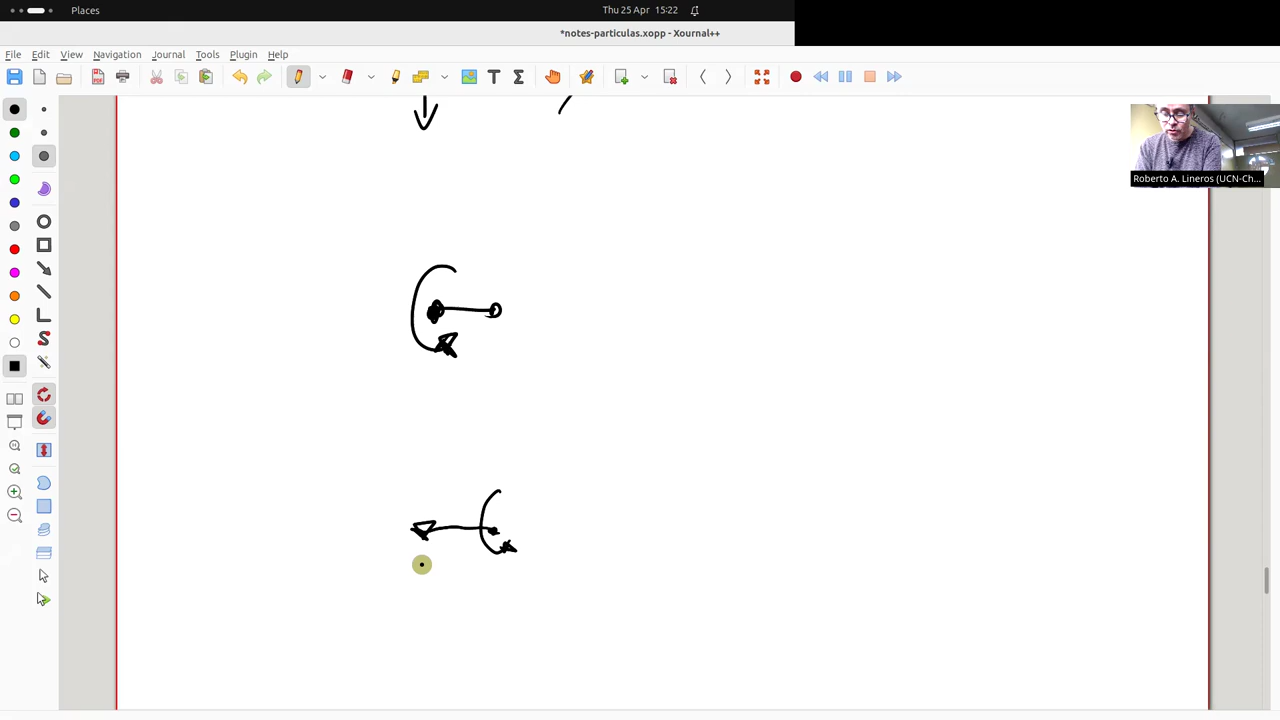 Places
Thu 25 Apr 15:22
*notes-particulas.xopp - Xournal++
File Edit View Navigation Journal Tools Plugin Help
Roberto A. Lineros (UCN-Ch...